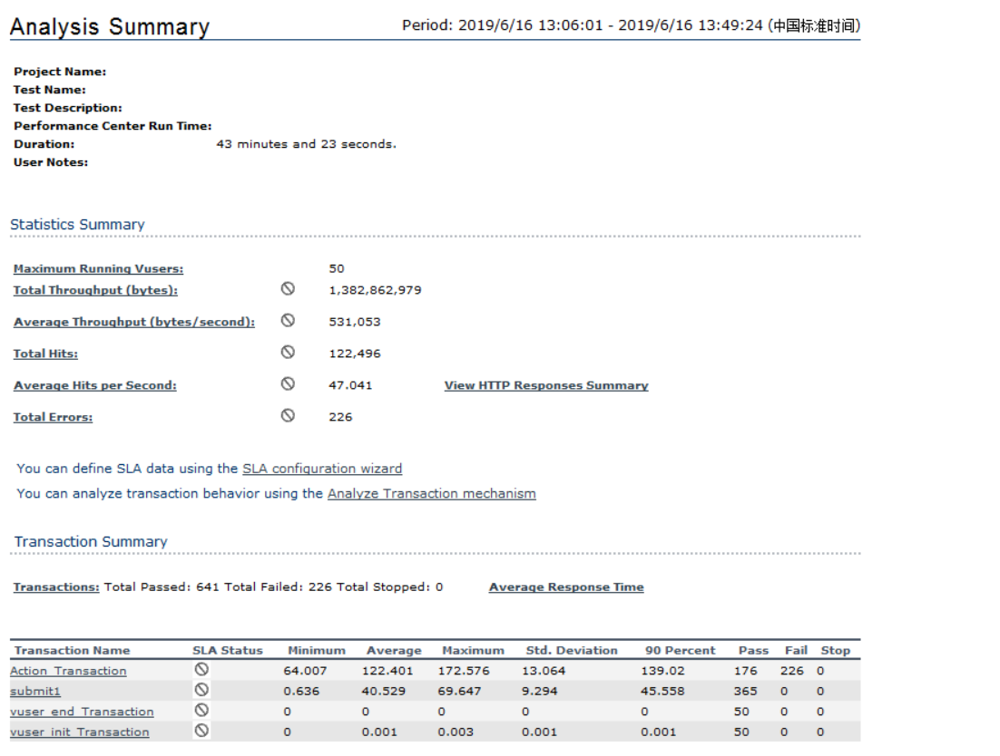 Analysis Summary Period: 2019/6/16 13:06:01 - 2019/6/16 13:49:24 (中国标准时间)
Project Name:
Test Name:
Test Description:
Performance Center Run Time:
Duration: 43 minutes and 23 seconds.
User Notes:
Statistics Summary
Maximum Running Vusers: 50
Total Throughput (bytes): 1,382,862,979
Average Throughput (bytes/second): 531,053
Total Hits: 122,496
Average Hits per Second: 47.041 View HTTP Responses Summary
Total Errors: 226
You can define SLA data using the SLA configuration wizard
You can analyze transaction behavior using the Analyze Transaction mechanism
Transaction Summary
Transactions: Total Passed: 641 Total Failed: 226 Total Stopped: 0 Average Response Time
Transaction Name SLA Status Minimum Average Maximum Std. Deviation 90 Percent Pass Fail Stop
Action_Transaction 64.007 122.401 172.576 13.064 139.02 176 226 0
submit1 0.636 40.529 69.647 9.294 45.558 365 0 0
vuser_end_Transaction 0 0 0 0 0 50 0 0
vuser_init_Transaction 0 0.001 0.003 0.001 0.001 50 0 0